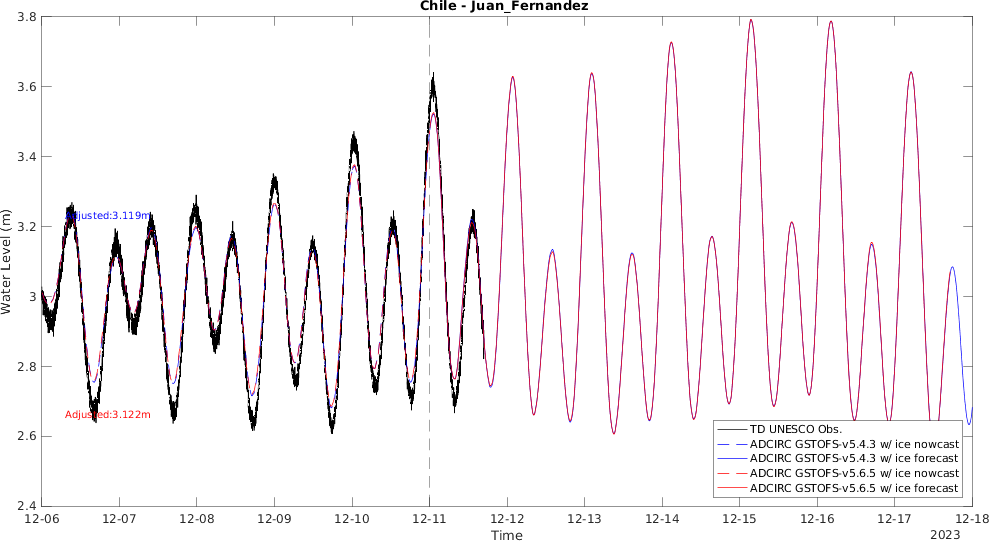 Chile - Juan_Fernandez
3.8
3.6
3.4
3.2
3
2.8
2.6
2.4
Water Level (m)
Adjusted:3.119m
Adjusted:3.122m
TD UNESCO Obs.
ADCIRC GSTOFS-v5.4.3 w/ ice nowcast
ADCIRC GSTOFS-v5.4.3 w/ ice forecast
ADCIRC GSTOFS-v5.6.5 w/ ice nowcast
ADCIRC GSTOFS-v5.6.5 w/ ice forecast
12-06 12-07 12-08 12-09 12-10 12-11 12-12 12-13 12-14 12-15 12-16 12-17 12-18
Time
2023